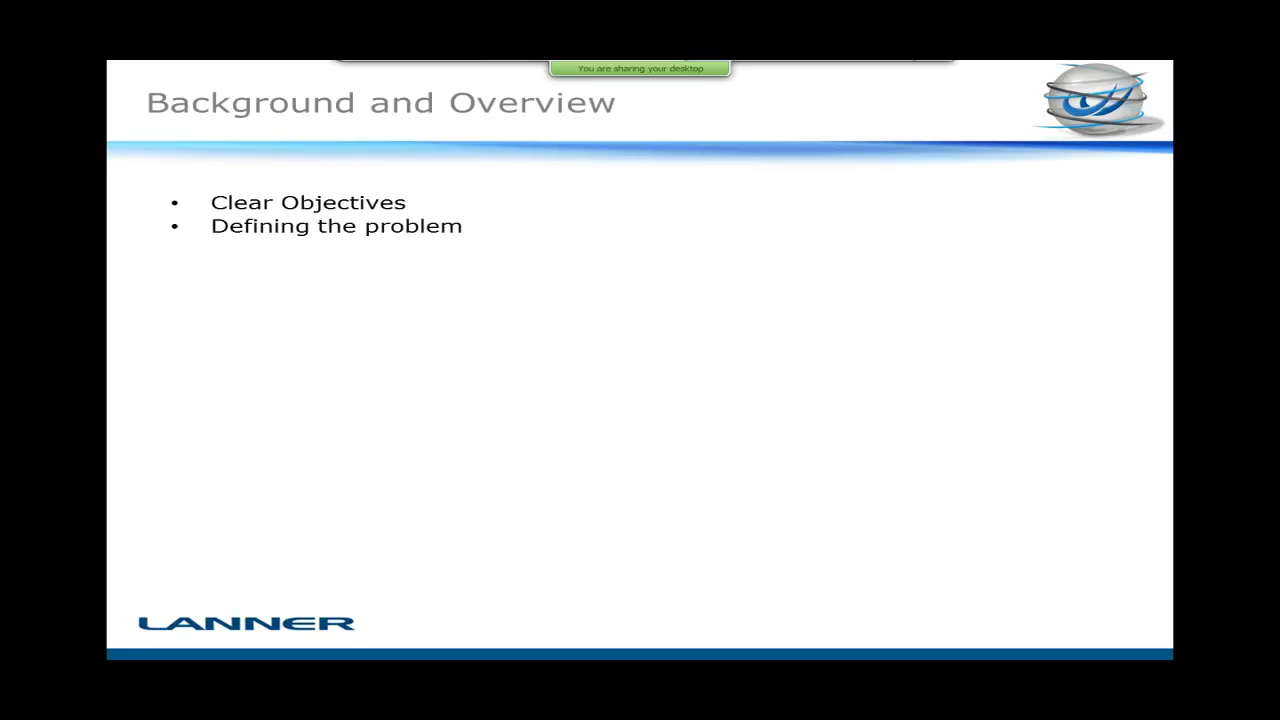 You are sharing your desktop
Background and Overview
• Clear Objectives
• Defining the problem
LANNER